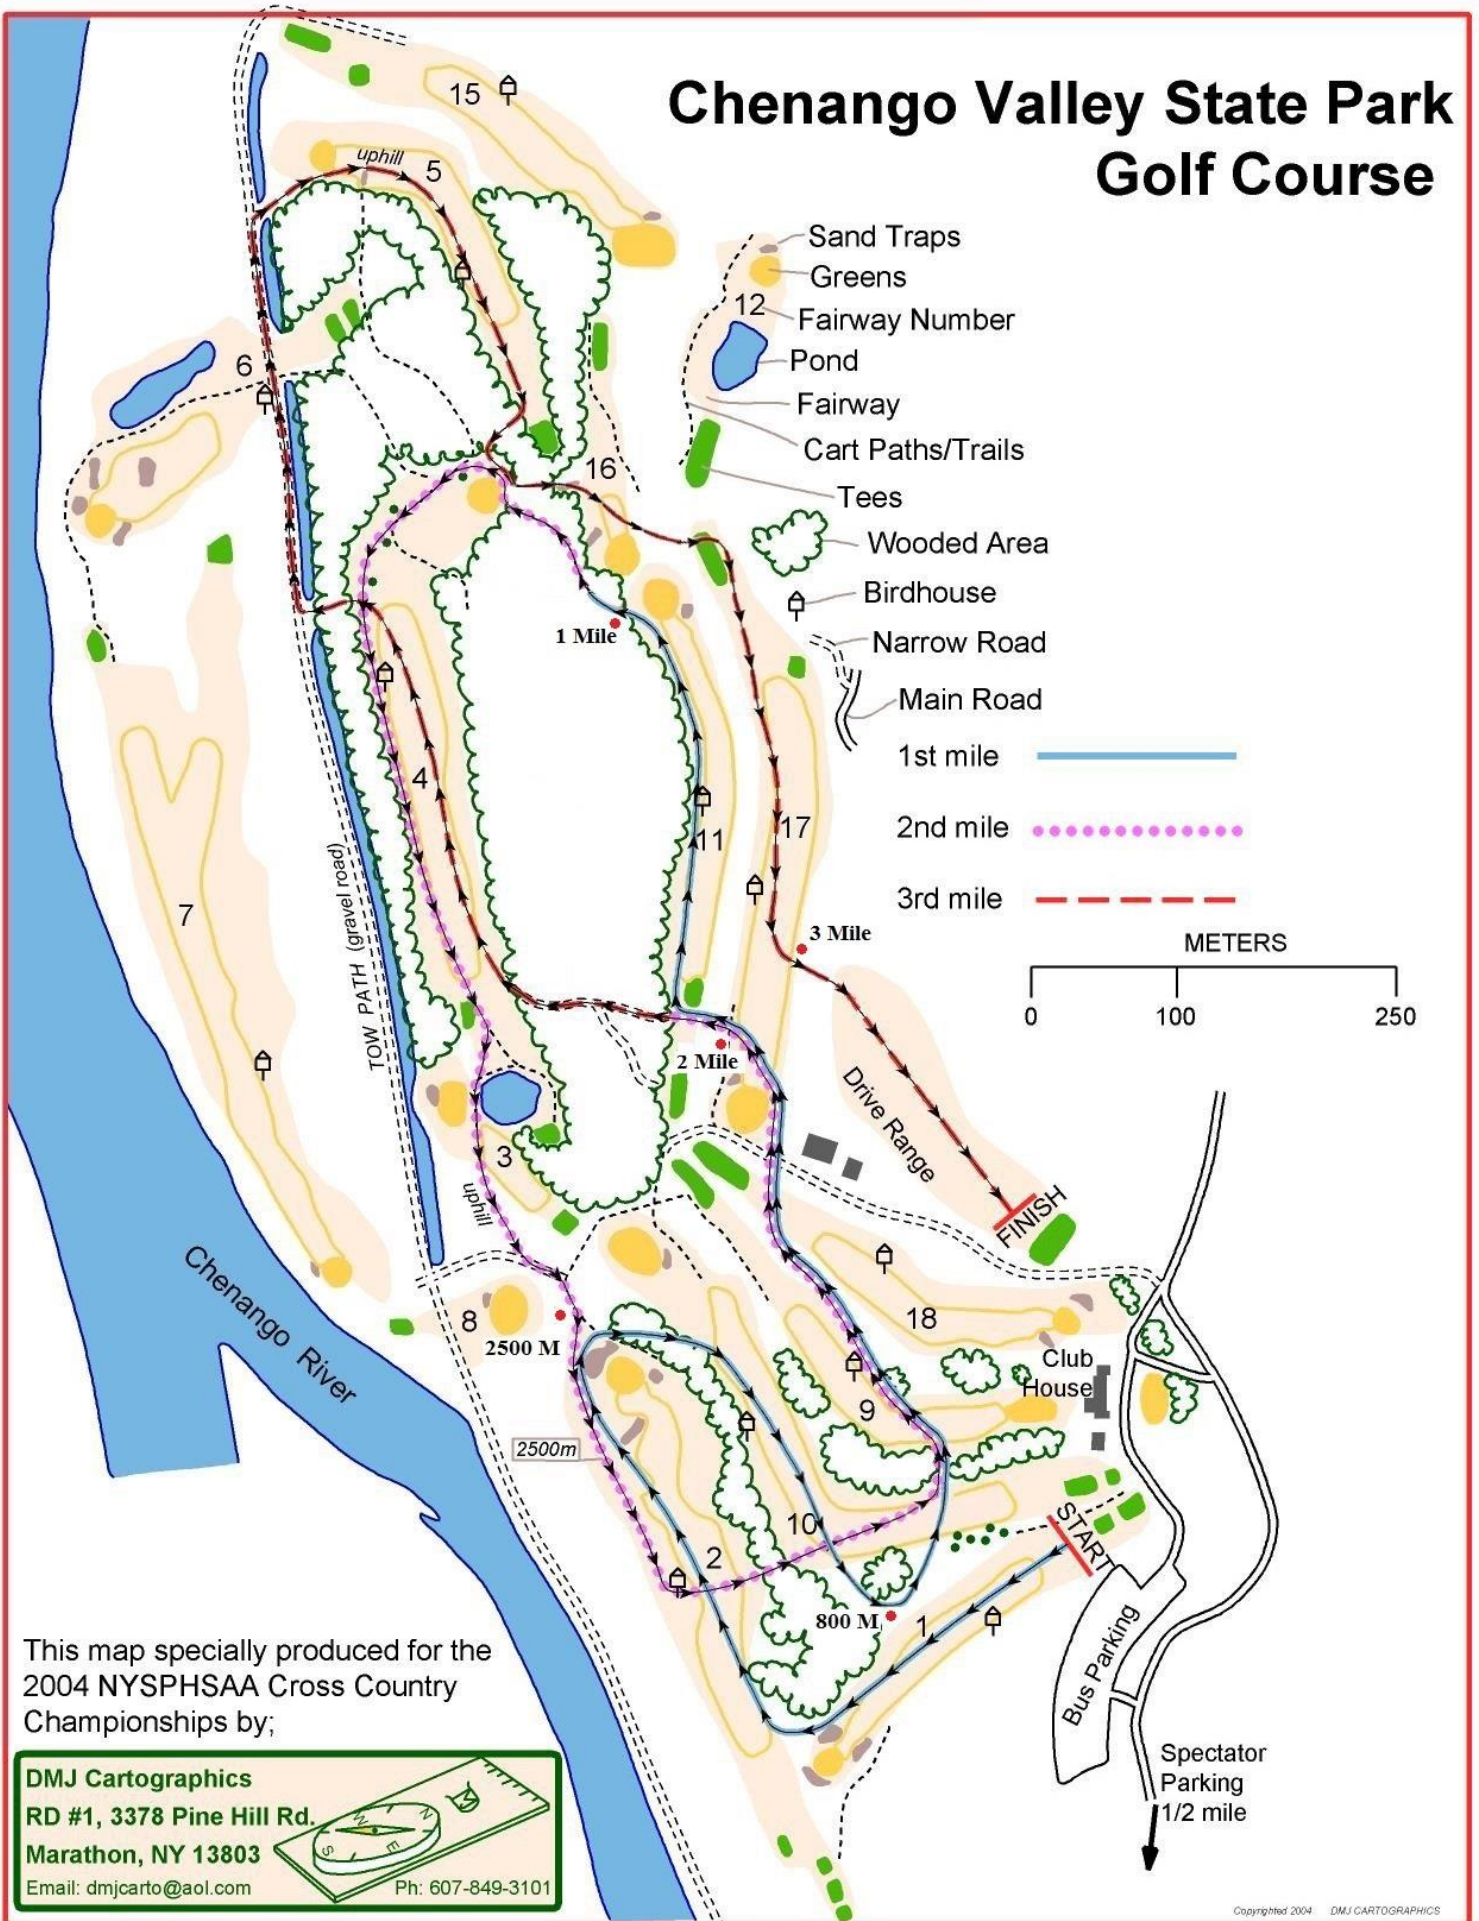 Chenango Valley State Park
Golf Course
15
uphill
5
Sand Traps
Greens
12
Fairway Number
Pond
6
Fairway
Cart Paths/Trails
16
Tees
Wooded Area
Birdhouse
1 Mile
Narrow Road
Main Road
1st mile
4
11
17
2nd mile
7
3rd mile
TOW PATH (gravel road)
3 Mile
METERS
0
100
250
2 Mile
Drive Range
3
uphill
FINISH
Chenango River
8
18
2500 M
Club
House
9
2500m
10
START
2
800 M
1
This map specially produced for the
2004 NYSPHSAA Cross Country
Championships by;
Bus Parking
Spectator
Parking
1/2 mile
DMJ Cartographics
RD #1, 3378 Pine Hill Rd.
Marathon, NY 13803
Email: dmjcarto@aol.com
Ph: 607-849-3101
W
N
S
E
Copyrighted 2004 DMJ CARTOGRAPHICS